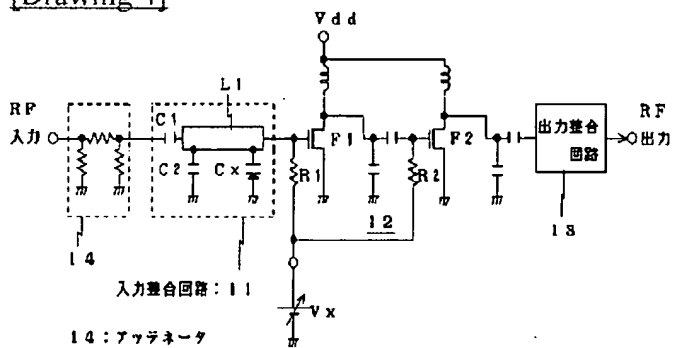 [Drawing 4]
Vdd
L1
RF
入力
C1
C2
Cx
R1
F1
F2
R2
出力整合
回路
RF
出力
12
13
14
入力整合回路:11
Vx
14:アッテネータ